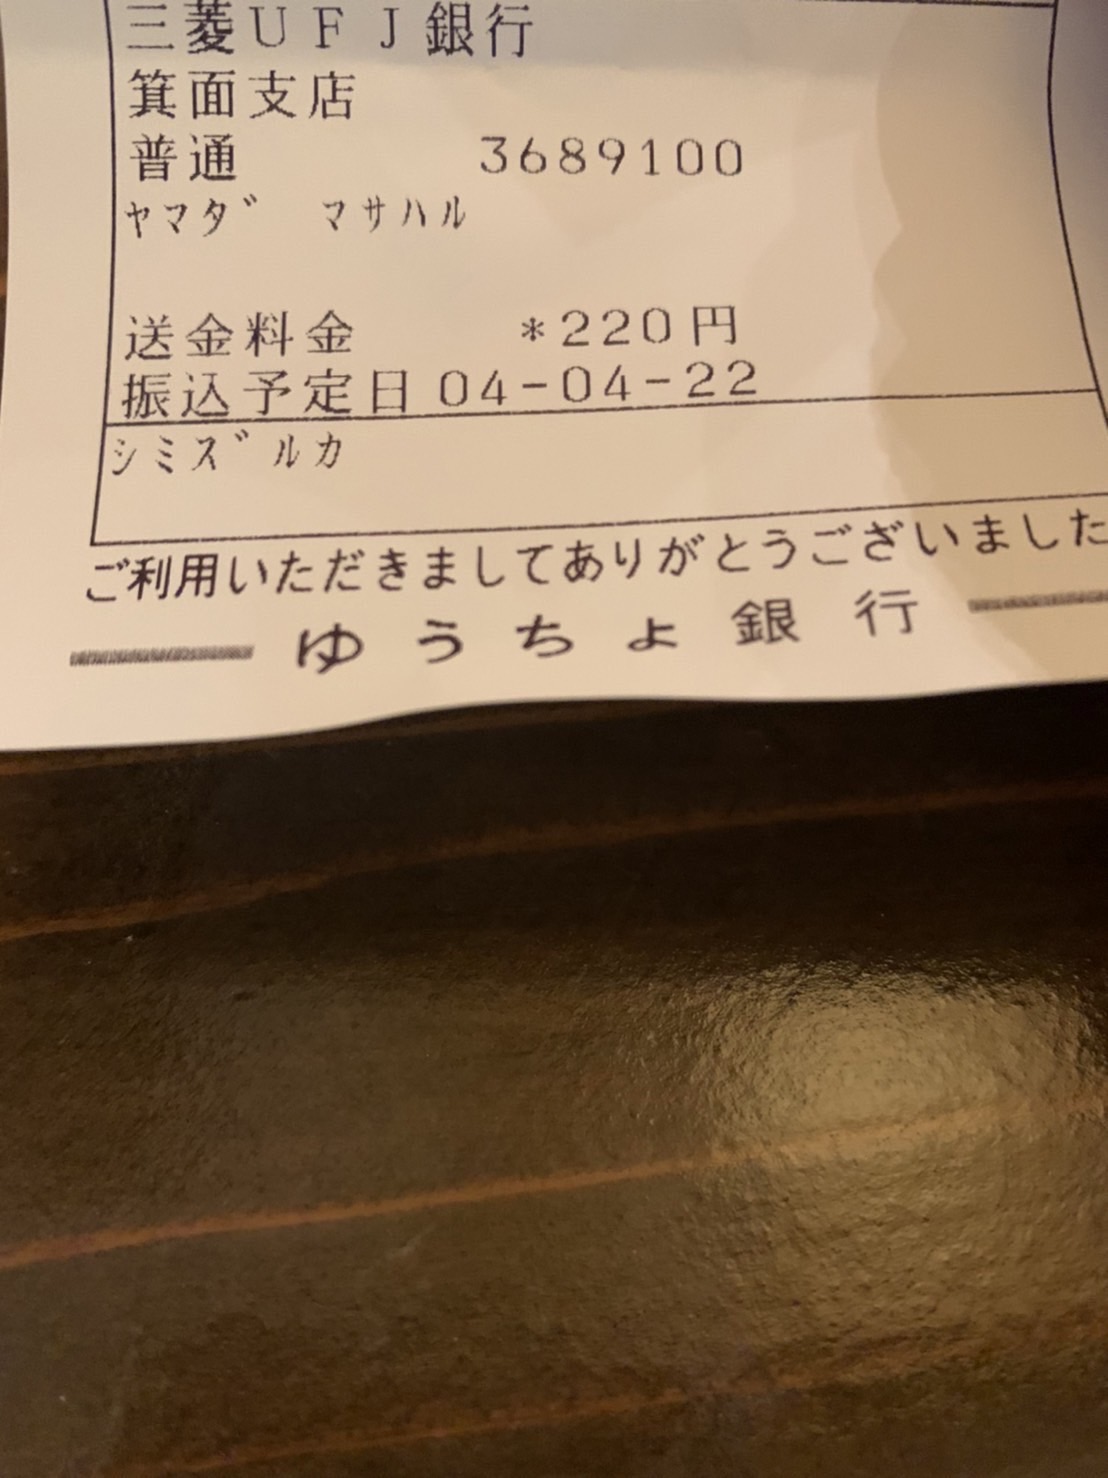 三菱ＵＦＪ銀行
箕面支店
普通 3689100
ﾔﾏﾀﾞ ﾏｻﾊﾙ
送金料金 *220円
振込予定日 04-04-22
ｼﾐｽﾞﾙｶ
ご利用いただきましてありがとうございました
ゆうちょ銀行